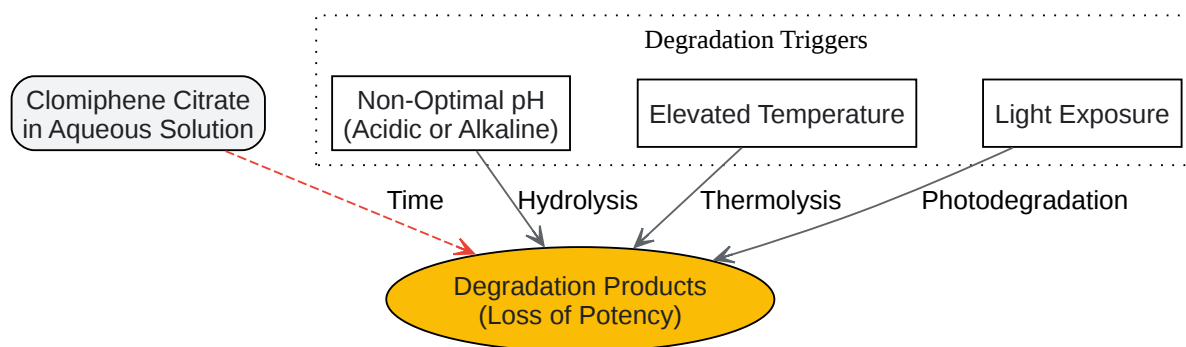 Degradation Triggers
Clomiphene Citrate
in Aqueous Solution
Non-Optimal pH
(Acidic or Alkaline)
Elevated Temperature
Light Exposure
Time
Hydrolysis
Thermolysis
Photodegradation
Degradation Products
(Loss of Potency)